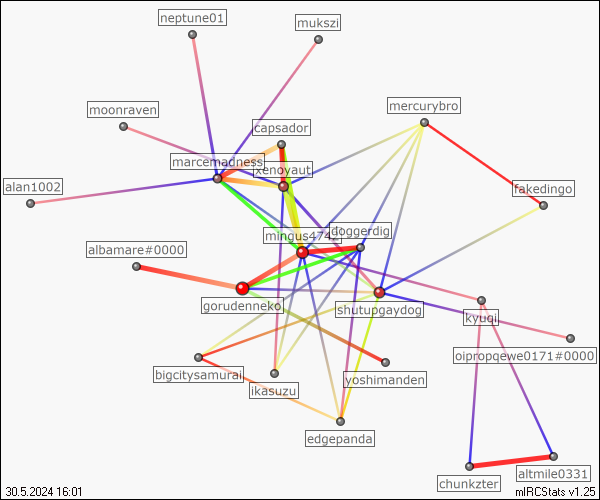 neptune01
mukszi
mercurybro
moonraven
capsador
marcemadness
xenoyaut
alan1002
fakedingo
doggerdig
albamare#0000
gorudenneko
shutupgaydog
kyuqi
oipropqewe0171#0000
bigcitysamurai
yoshimanden
ikasuzu
edgepanda
altmile0331
chunkzter
30.5.2024 16:01
mIRCStats v1.25